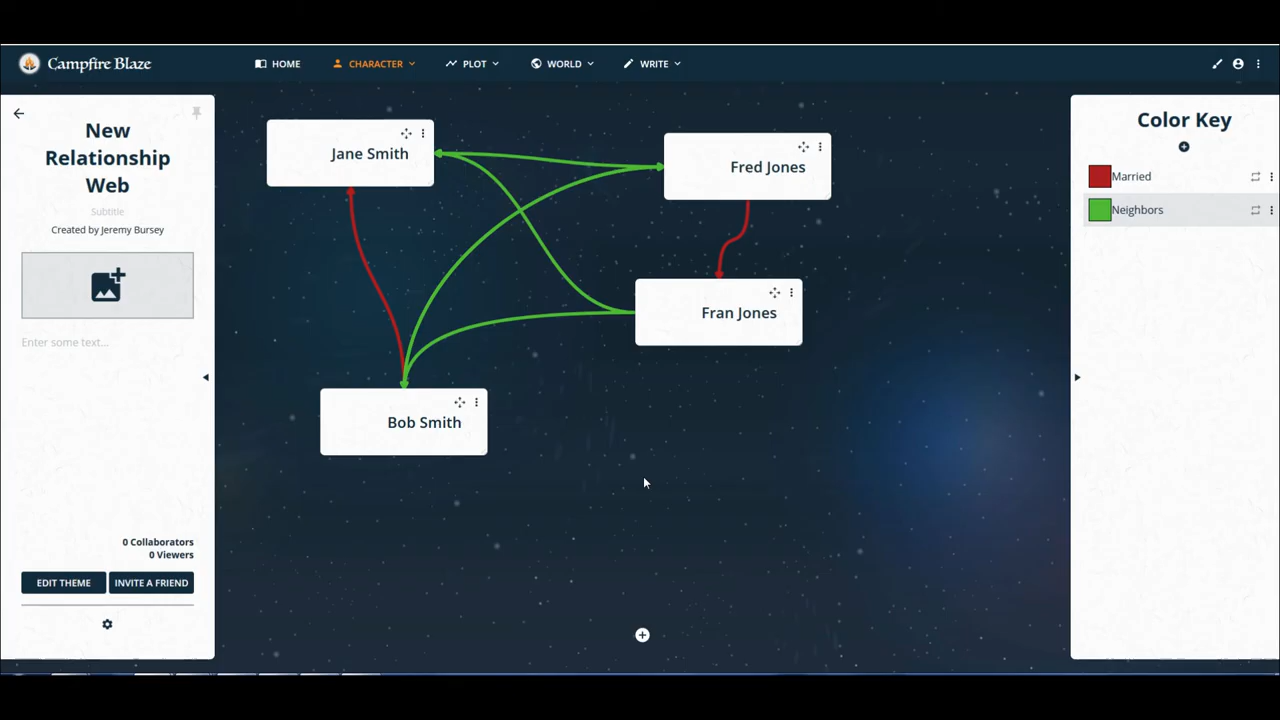 Campfire Blaze
HOME
CHARACTER
PLOT
WORLD
WRITE
New
Relationship
Web
Subtitle
Created by Jeremy Bursey
Enter some text...
0 Collaborators
0 Viewers
EDIT THEME
INVITE A FRIEND
Jane Smith
Fred Jones
Fran Jones
Bob Smith
Color Key
Married
Neighbors